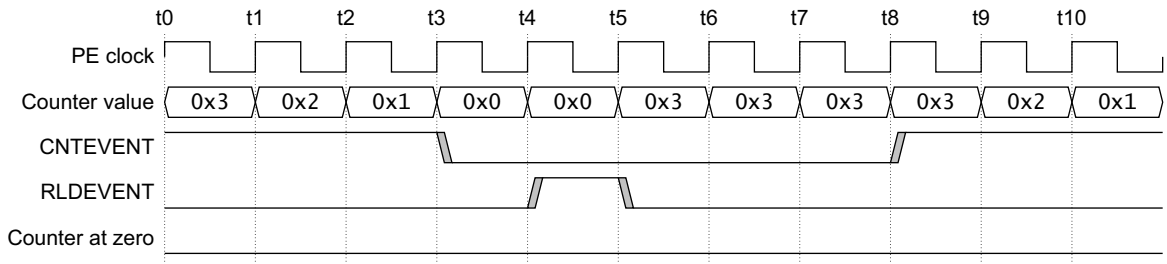 t0 t1 t2 t3 t4 t5 t6 t7 t8 t9 t10
PE clock
Counter value 0x3 0x2 0x1 0x0 0x0 0x3 0x3 0x3 0x3 0x2 0x1
CNTEVENT
RLDEVENT
Counter at zero